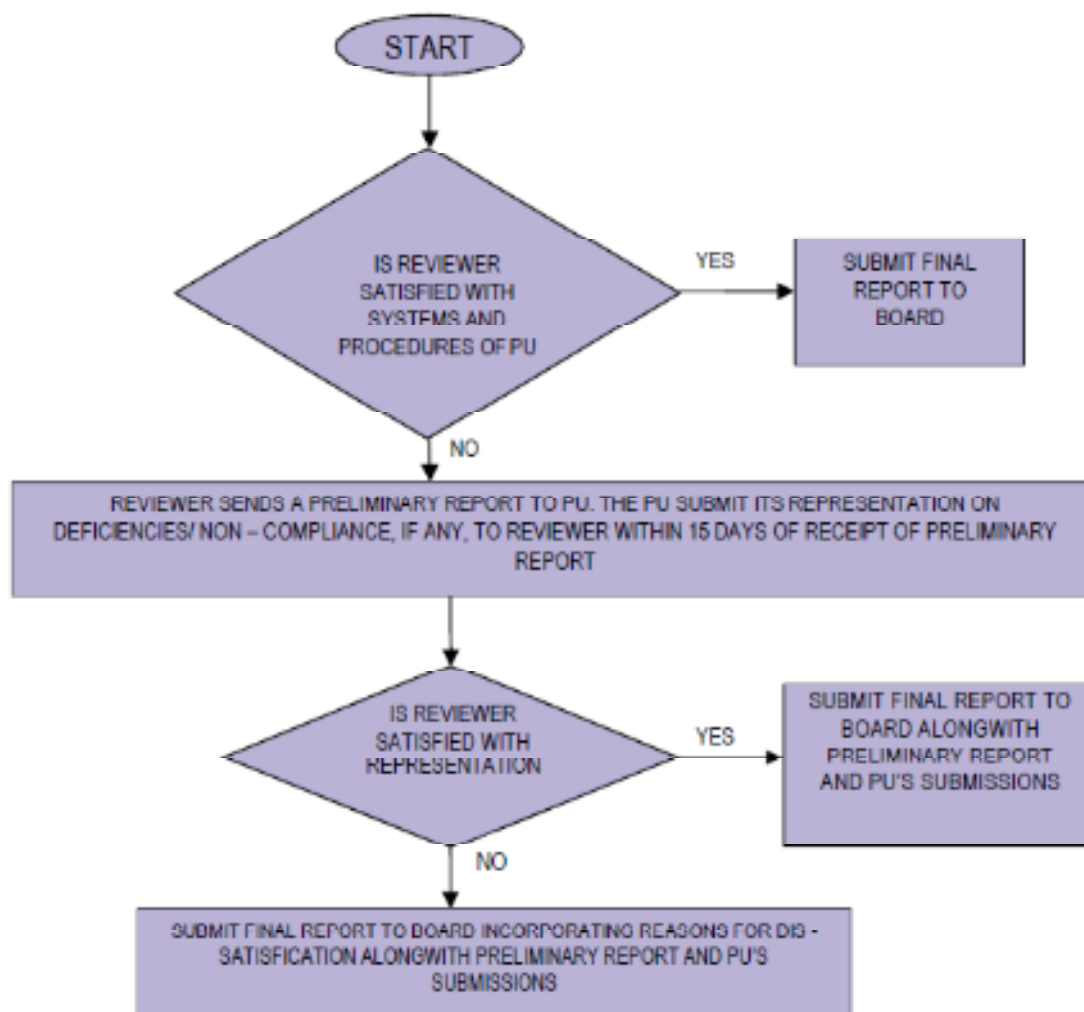 START
IS REVIEWER
SATISFIED WITH
SYSTEMS AND
PROCEDURES OF PU
YES
SUBMIT FINAL
REPORT TO
BOARD
NO
REVIEWER SENDS A PRELIMINARY REPORT TO PU. THE PU SUBMIT ITS REPRESENTATION ON
DEFICIENCIES/ NON – COMPLIANCE, IF ANY, TO REVIEWER WITHIN 15 DAYS OF RECEIPT OF PRELIMINARY
REPORT
IS REVIEWER
SATISFIED WITH
REPRESENTATION
YES
SUBMIT FINAL REPORT TO
BOARD ALONGWITH
PRELIMINARY REPORT
AND PU'S SUBMISSIONS
NO
SUBMIT FINAL REPORT TO BOARD INCORPORATING REASONS FOR DIS -
SATISFICATION ALONGWITH PRELIMINARY REPORT AND PU'S
SUBMISSIONS